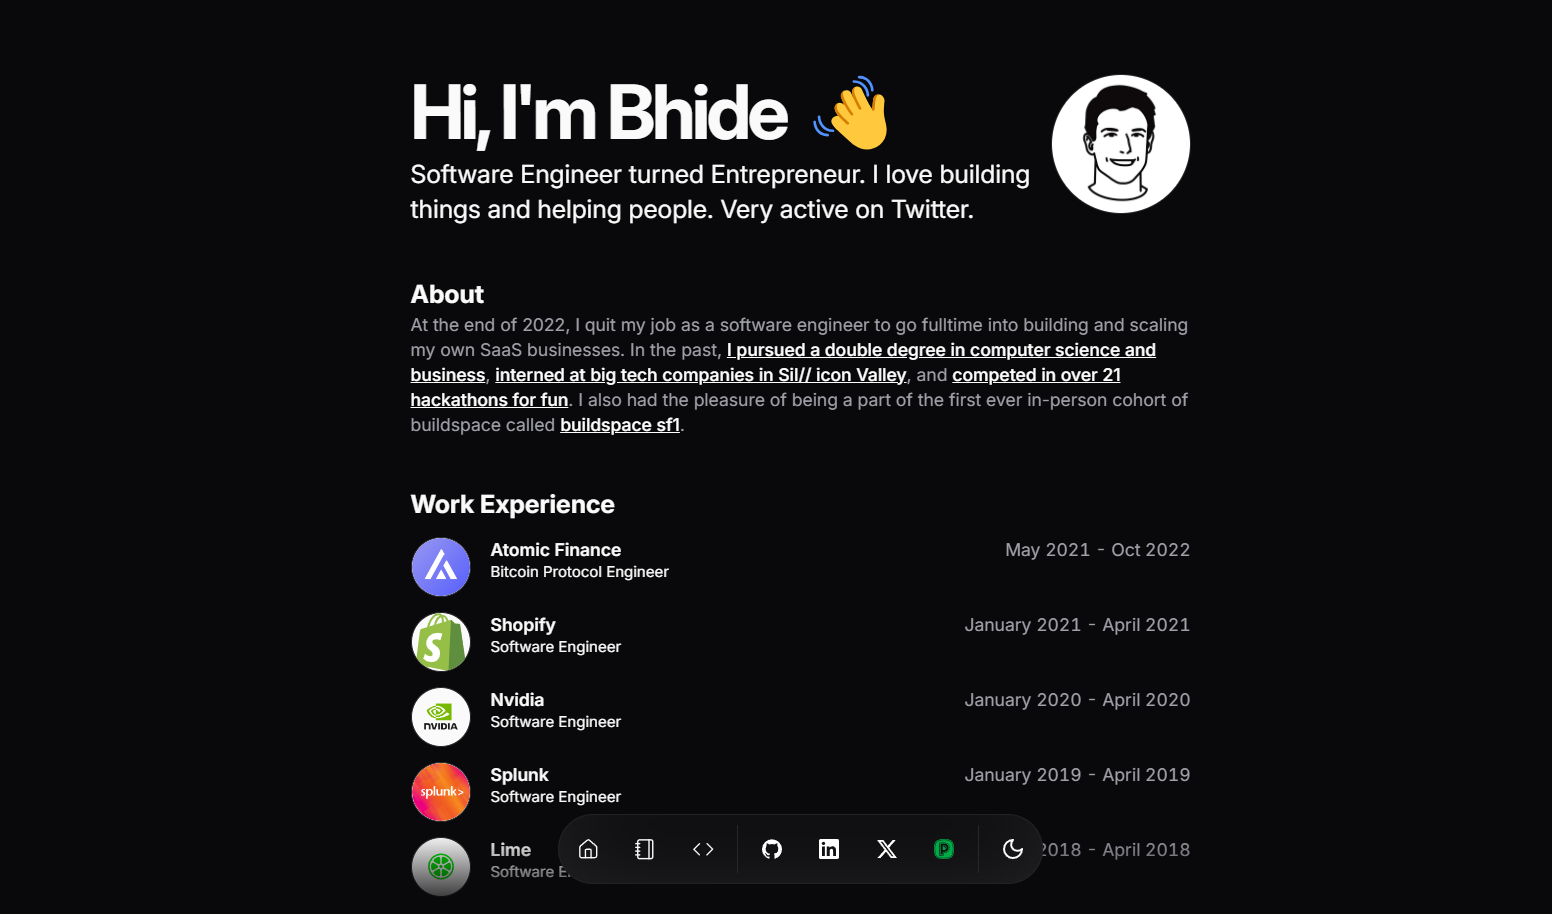 Hi, I'm Bhide
Software Engineer turned Entrepreneur. I love building
things and helping people. Very active on Twitter.
About
At the end of 2022, I quit my job as a software engineer to go fulltime into building and scaling
my own SaaS businesses. In the past, I pursued a double degree in computer science and
business, interned at big tech companies in Sil// icon Valley, and competed in over 21
hackathons for fun. I also had the pleasure of being a part of the first ever in-person cohort of
buildspace called buildspace sf1.
Work Experience
Atomic Finance May 2021 - Oct 2022
Bitcoin Protocol Engineer
Shopify January 2021 - April 2021
Software Engineer
NVIDIA
Nvidia January 2020 - April 2020
Software Engineer
splunk>
Splunk January 2019 - April 2019
Software Engineer
Lime 2018 - April 2018
Software E